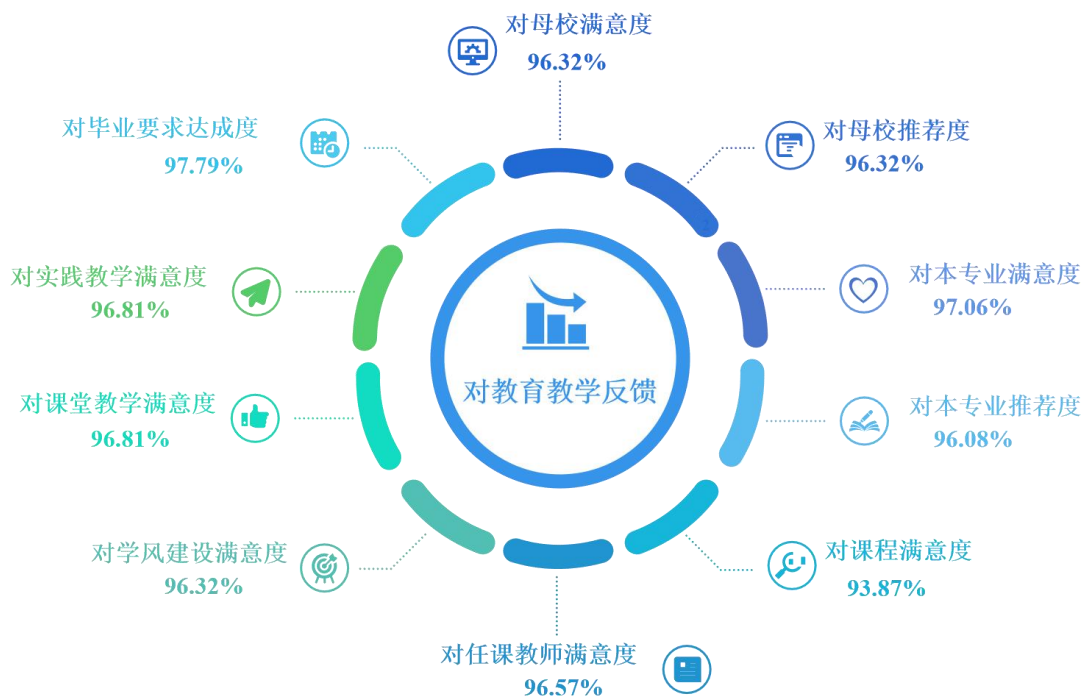 对母校满意度
96.32%
对母校推荐度
96.32%
对本专业满意度
97.06%
对本专业推荐度
96.08%
对课程满意度
93.87%
对任课教师满意度
96.57%
对学风建设满意度
96.32%
对课堂教学满意度
96.81%
对实践教学满意度
96.81%
对毕业要求达成度
97.79%
对教育教学反馈